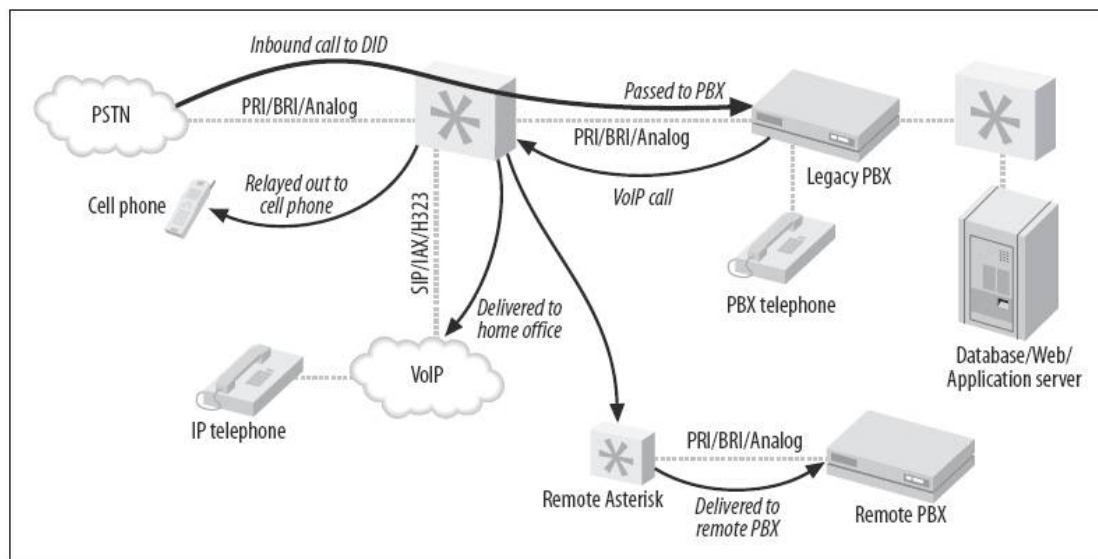 Inbound call to DID
PSTN
PRI/BRI/Analog
Passed to PBX
PRI/BRI/Analog
Legacy PBX
Cell phone
Relayed out to
cell phone
VoIP call
SIP/IAX/H323
PBX telephone
Delivered to
home office
Database/Web/
Application server
VoIP
IP telephone
PRI/BRI/Analog
Remote Asterisk
Delivered to
remote PBX
Remote PBX